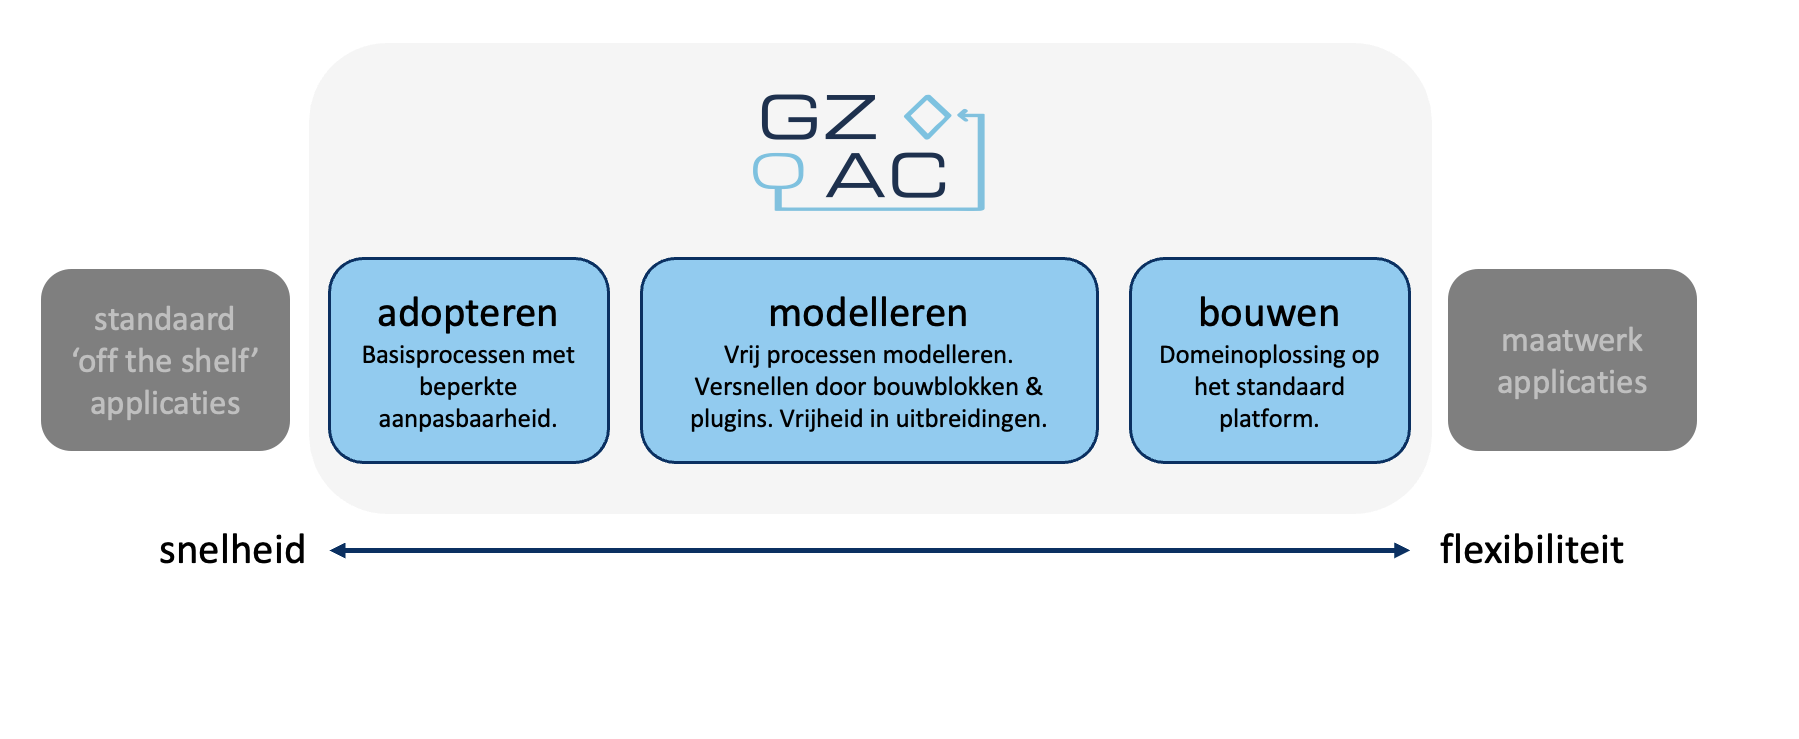 GZ
AC
standaard
‘off the shelf’
applicaties
adopteren
Basisprocessen met
beperkte
aanpasbaarheid.
modelleren
Vrij processen modelleren.
Versnellen door bouwblokken &
plugins. Vrijheid in uitbreidingen.
bouwen
Domeinoplossing op
het standaard
platform.
maatwerk
applicaties
snelheid
flexibiliteit